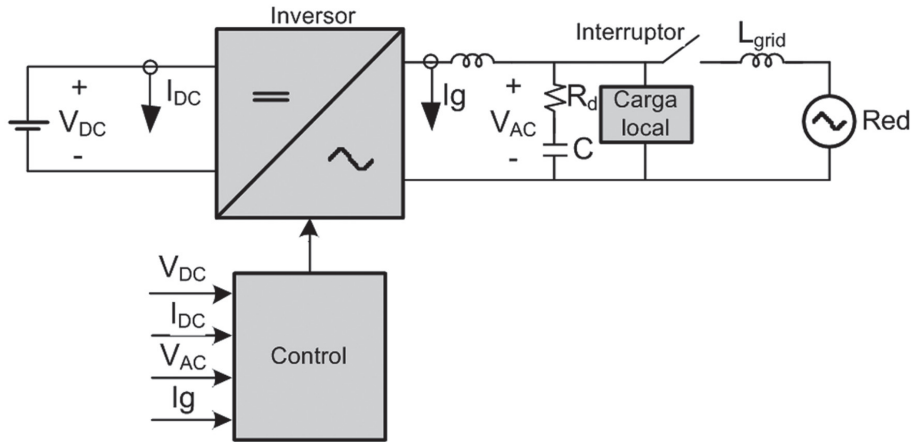 Inversor
Interruptor
L_grid
+
V_DC
-
I_DC
Ig
+
V_AC
-
R_d
C
Carga
local
Red
V_DC
I_DC
V_AC
Ig
Control